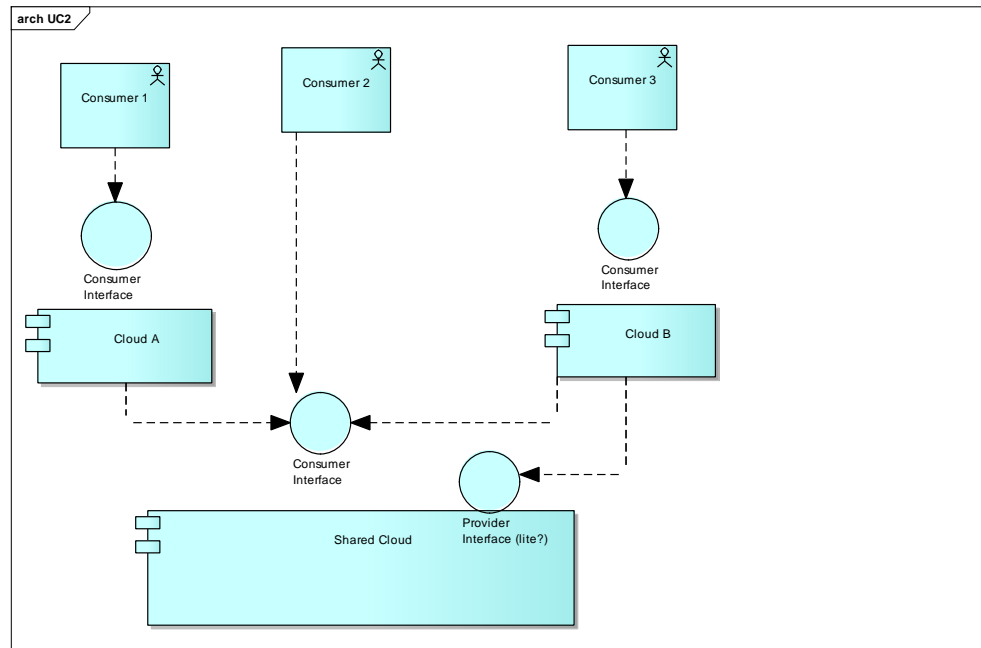 arch UC2
Consumer 1
Consumer 2
Consumer 3
Consumer
Interface
Consumer
Interface
Cloud A
Cloud B
Consumer
Interface
Provider
Interface (lite?)
Shared Cloud